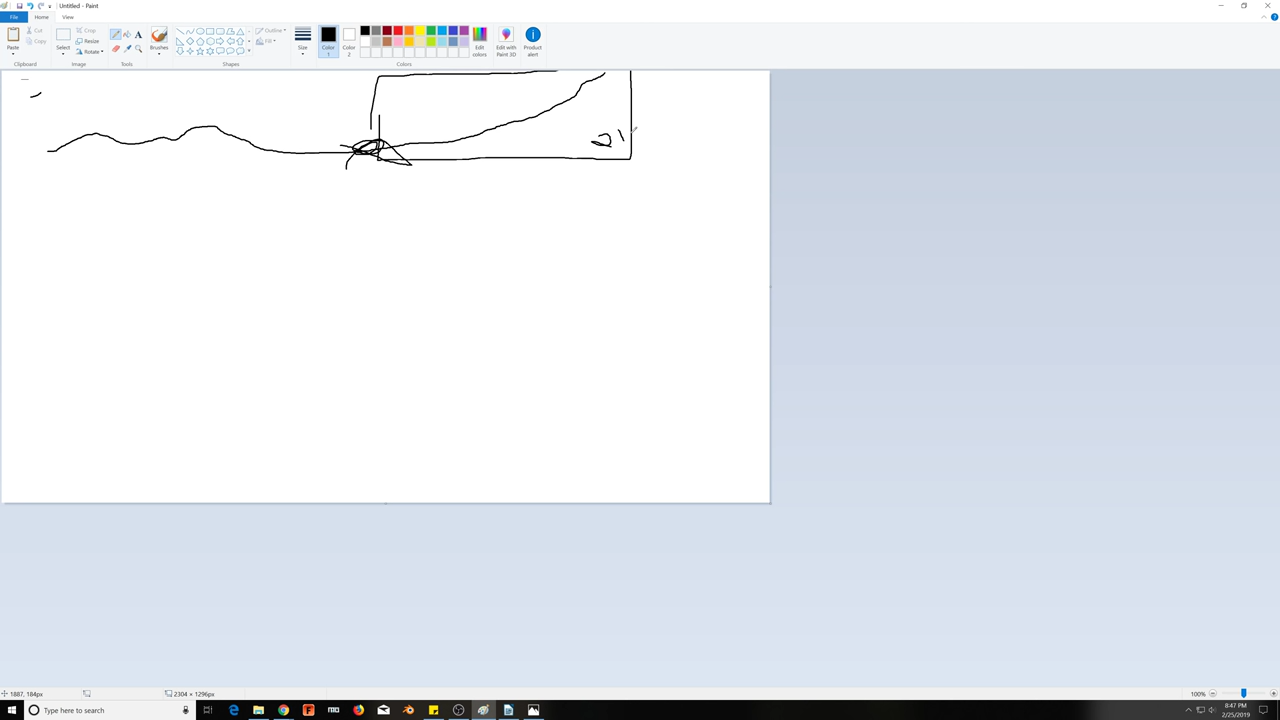 Untitled - Paint
File Home View
Paste Cut Copy Select Crop Resize Rotate Brushes Outline Fill Size Color 1 Color 2 Edit colors Edit with Paint 3D Product alert
Clipboard Image Tools Shapes Colors
2'
1887, 184px 2304 × 1296px 100%
Type here to search 8:47 PM
2/25/2019